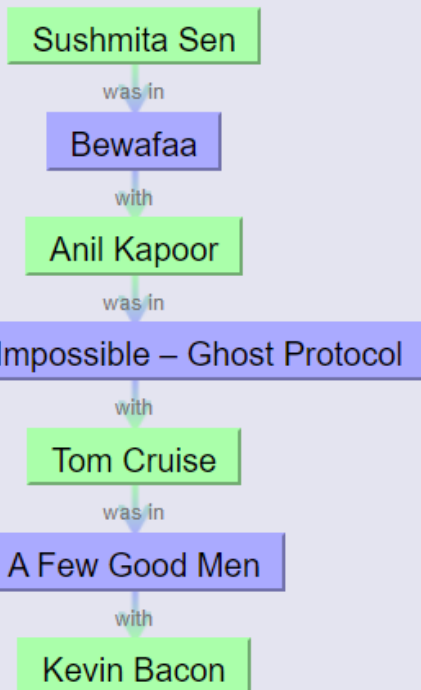 Sushmita Sen
was in
Bewafaa
with
Anil Kapoor
was in
Impossible – Ghost Protocol
with
Tom Cruise
was in
A Few Good Men
with
Kevin Bacon